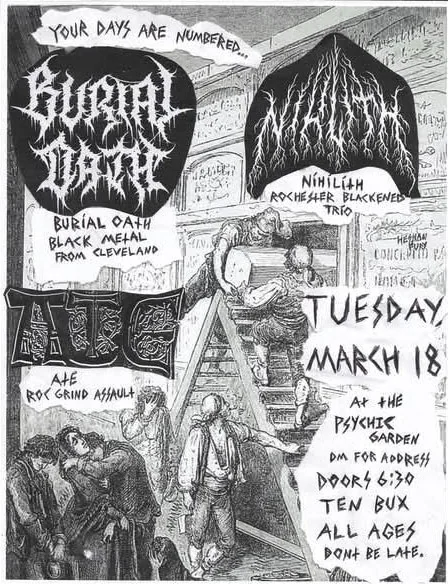 YOUR DAYS ARE NUMBERED...
BURIAL
OATH
NIHILITH
BURIAL OATH
BLACK METAL
FROM CLEVELAND
NIHILITH
ROCHESTER BLACKENED
TRIO
ATE
ATE
ROC GRIND ASSAULT
TUESDAY,
MARCH 18
AT THE
PSYCHIC
GARDEN
DM FOR ADDRESS
DOORS 6:30
TEN BUX
ALL AGES
DONT BE LATE.